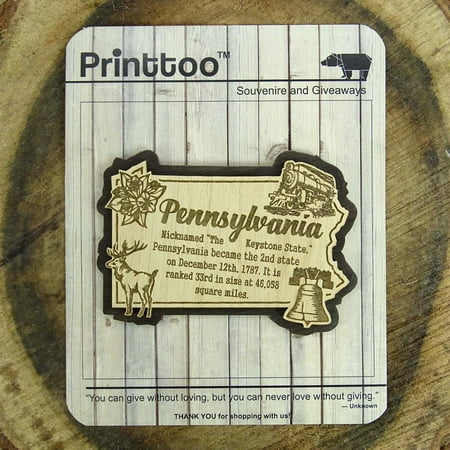 Printtoo™
Souvenire and Giveaways
Pennsylvania
Nicknamed "The Keystone State,"
Pennsylvania became the 2nd state
on December 12th, 1787. It is
ranked 33rd in size at 46,058
square miles.
"You can give without loving, but you can never love without giving."
— Unknown
THANK YOU for shopping with us!